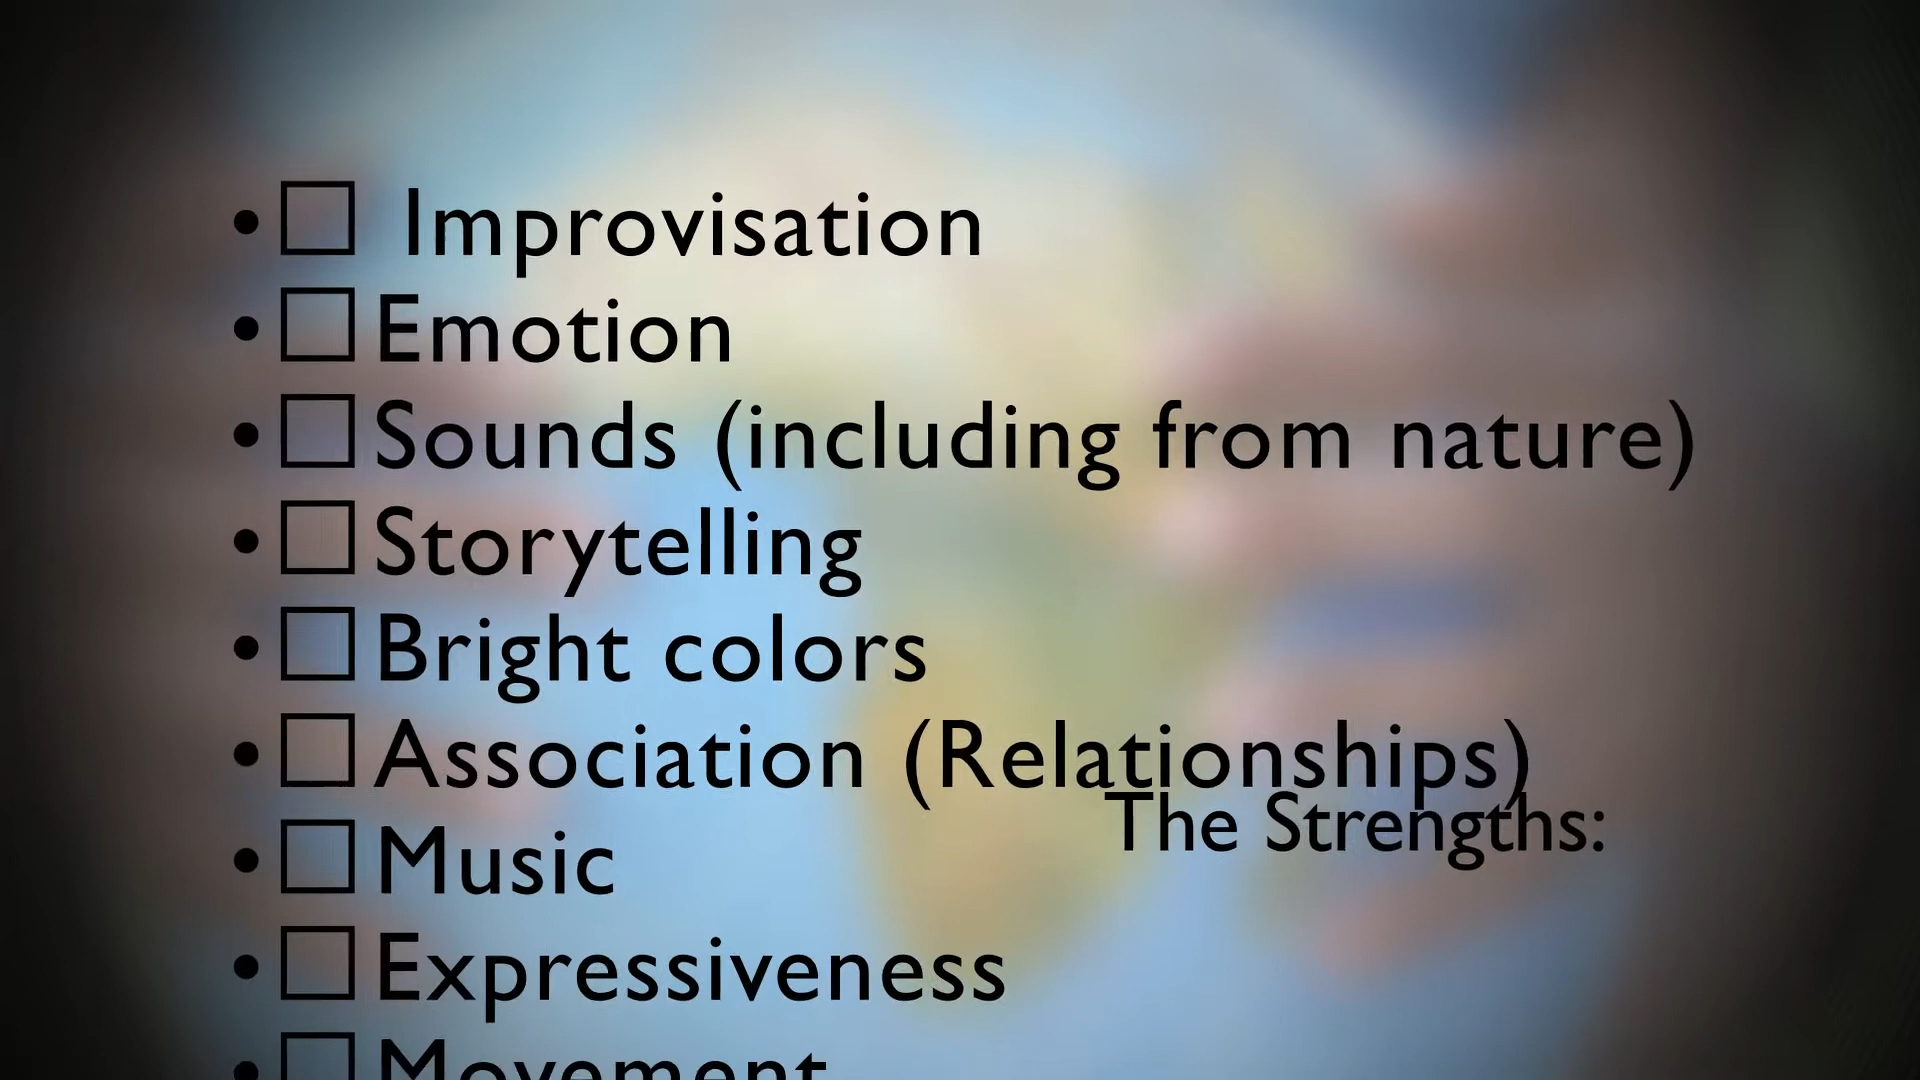 • ☐ Improvisation
• ☐ Emotion
• ☐ Sounds (including from nature)
• ☐ Storytelling
• ☐ Bright colors
• ☐ Association (Relationships)
The Strengths:
• ☐ Music
• ☐ Expressiveness
• ☐ Movement